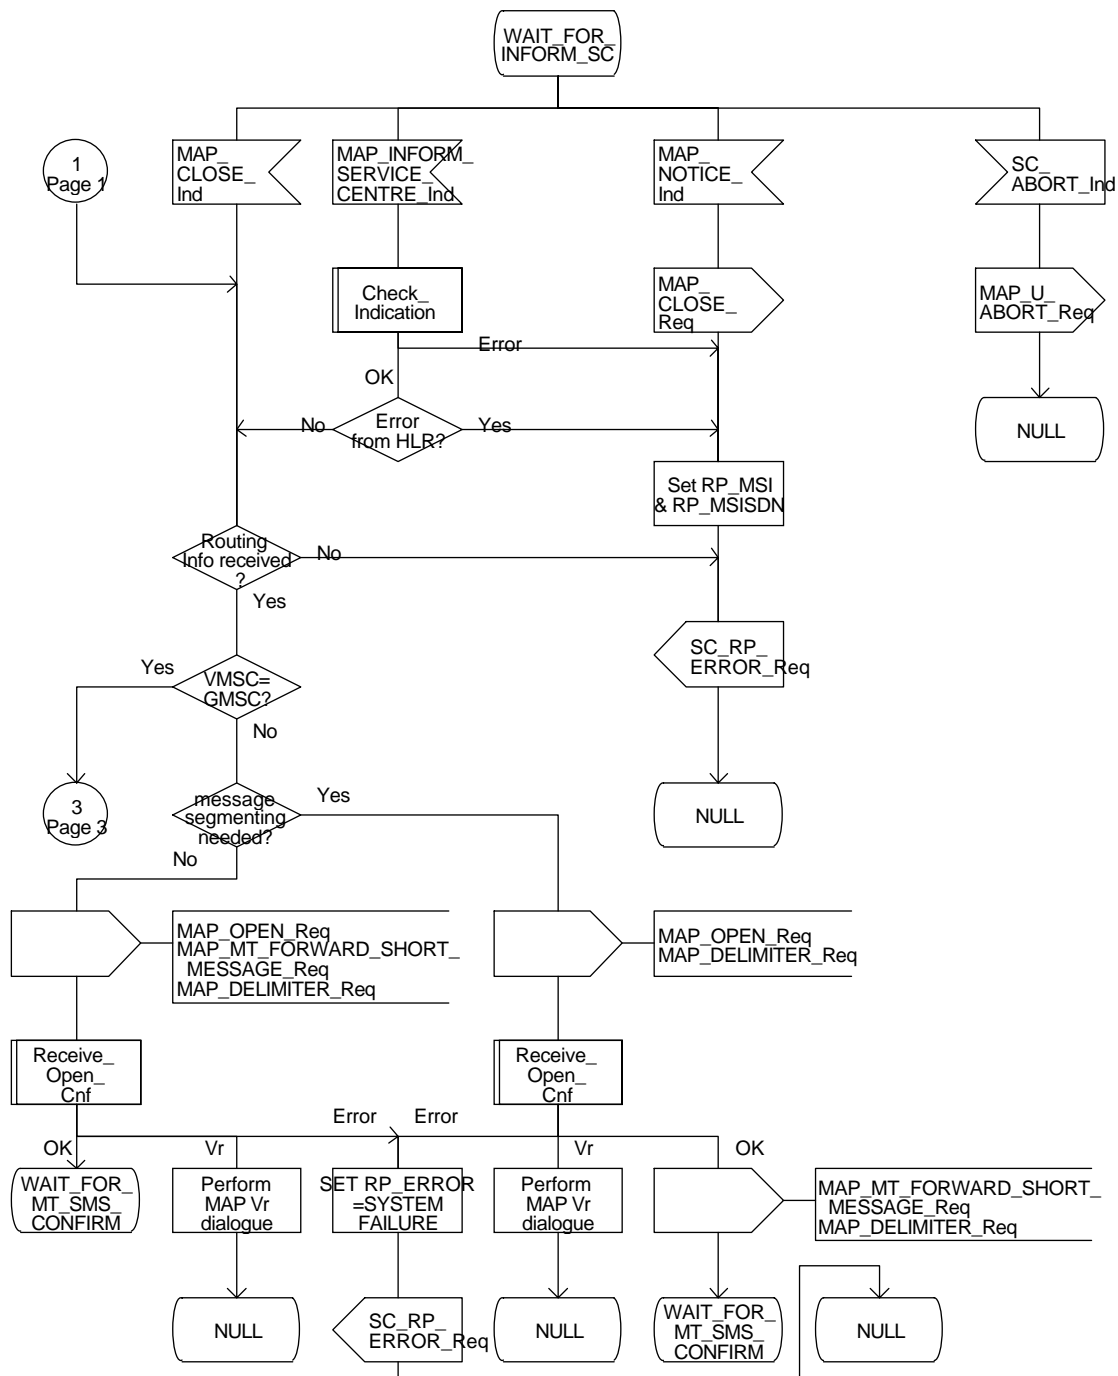 WAIT_FOR_
INFORM_SC
1
Page 1
MAP_
CLOSE_
Ind
MAP_INFORM_
SERVICE_
CENTRE_Ind
MAP_
NOTICE_
Ind
SC_
ABORT_Ind
Check_
Indication
MAP_
CLOSE_
Req
MAP_U_
ABORT_Req
Error
OK
No
Error
from HLR?
Yes
NULL
Set RP_MSI
& RP_MSISDN
Routing
Info received
?
No
Yes
SC_RP_
ERROR_Req
Yes
VMSC=
GMSC?
No
3
Page 3
message
segmenting
needed?
Yes
No
NULL
MAP_OPEN_Req
MAP_MT_FORWARD_SHORT_
MESSAGE_Req
MAP_DELIMITER_Req
MAP_OPEN_Req
MAP_DELIMITER_Req
Receive_
Open_
Cnf
Receive_
Open_
Cnf
Error
Error
OK
Vr
Vr
OK
WAIT_FOR_
MT_SMS_
CONFIRM
Perform
MAP Vr
dialogue
SET RP_ERROR
=SYSTEM
FAILURE
Perform
MAP Vr
dialogue
MAP_MT_FORWARD_SHORT_
MESSAGE_Req
MAP_DELIMITER_Req
NULL
SC_RP_
ERROR_Req
NULL
WAIT_FOR_
MT_SMS_
CONFIRM
NULL